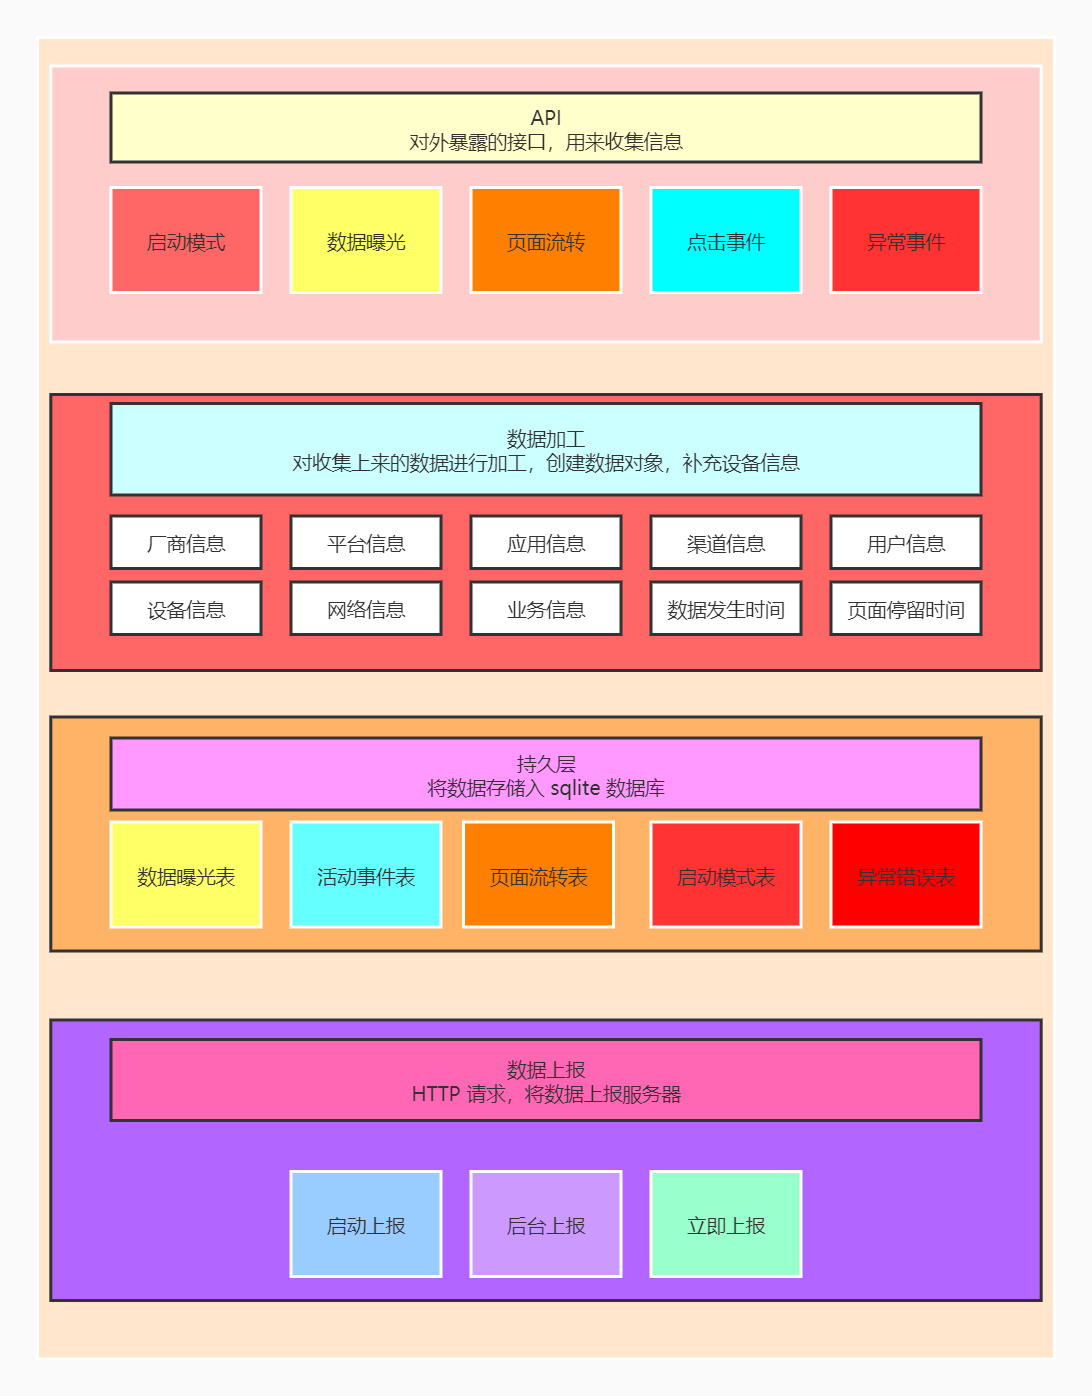 API
对外暴露的接口，用来收集信息
启动模式
数据曝光
页面流转
点击事件
异常事件
数据加工
对收集上来的数据进行加工，创建数据对象，补充设备信息
厂商信息
平台信息
应用信息
渠道信息
用户信息
设备信息
网络信息
业务信息
数据发生时间
页面停留时间
持久层
将数据存储入 sqlite 数据库
数据曝光表
活动事件表
页面流转表
启动模式表
异常错误表
数据上报
HTTP 请求，将数据上报服务器
启动上报
后台上报
立即上报